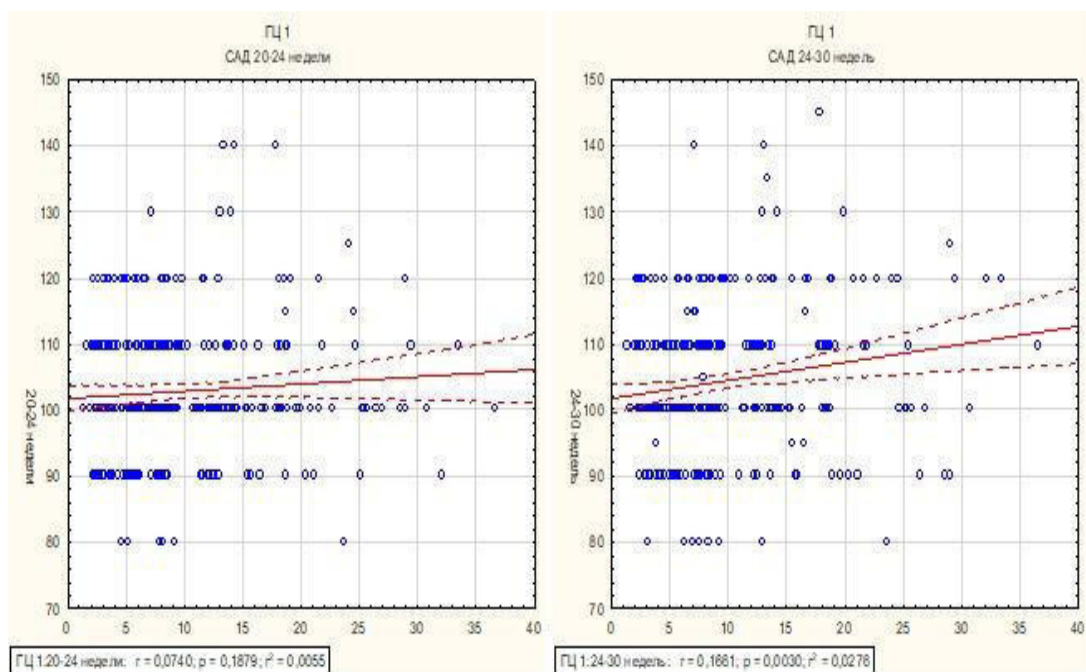 ГЦ 1
САД 20-24 недели
150
140
130
120
110
100
90
80
70
20-24 недели
0 5 10 15 20 25 30 35 40
ГЦ 1:20-24 недели: r = 0,0740; p = 0,1879; r² = 0,0055
ГЦ 1
САД 24-30 недель
150
140
130
120
110
100
90
80
70
24-30 недель
0 5 10 15 20 25 30 35 40
ГЦ 1:24-30 недель: r = 0,1661; p = 0,0030; r² = 0,0276